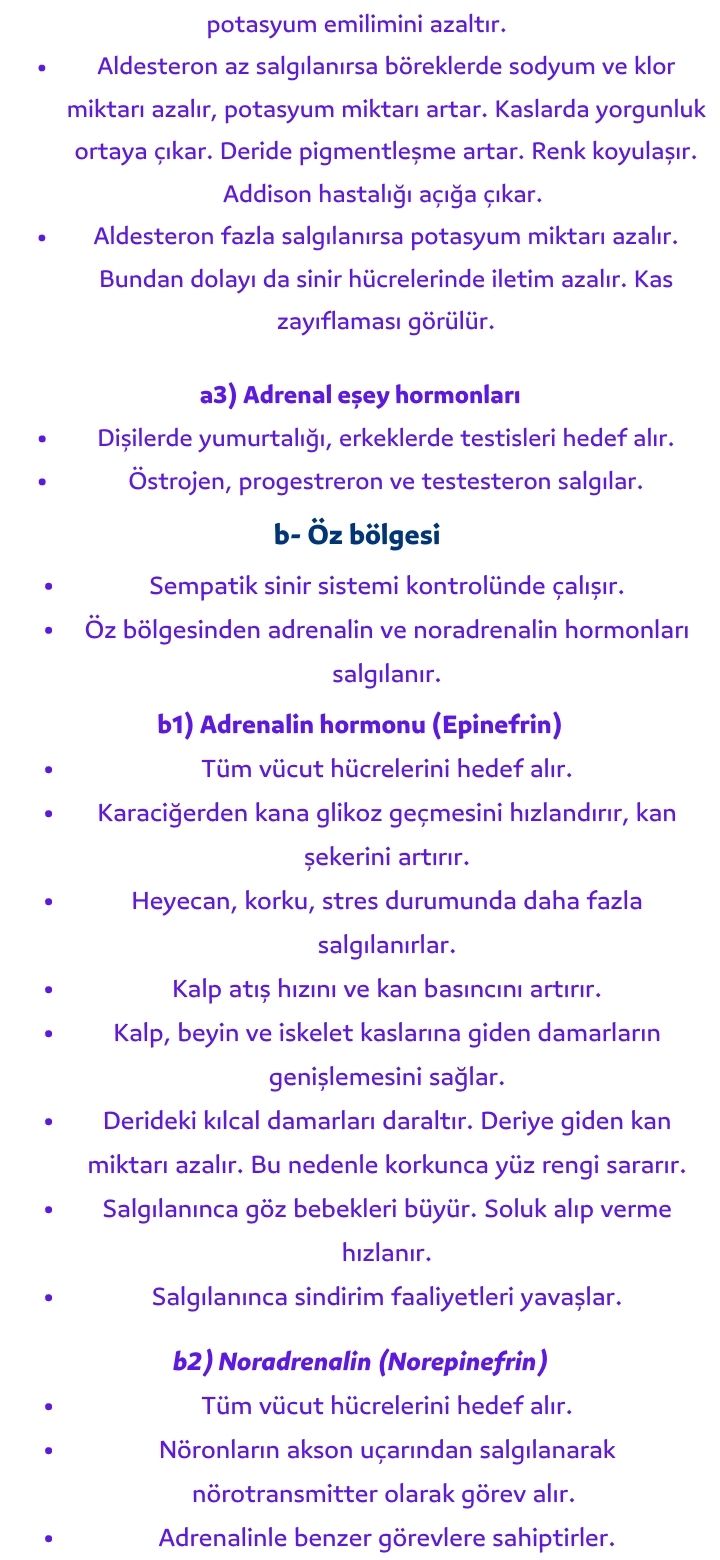 potasyum emilimini azaltır.
• Aldesteron az salgılanırsa böreklerde sodyum ve klor
miktarı azalır, potasyum miktarı artar. Kaslarda yorgunluk
ortaya çıkar. Deride pigmentleşme artar. Renk koyulaşır.
Addison hastalığı açığa çıkar.
• Aldesteron fazla salgılanırsa potasyum miktarı azalır.
Bundan dolayı da sinir hücrelerinde iletim azalır. Kas
zayıflaması görülür.
a3) Adrenal eşey hormonları
• Dişilerde yumurtalığı, erkeklerde testisleri hedef alır.
• Östrojen, progestreron ve testesteron salgılar.
b- Öz bölgesi
• Sempatik sinir sistemi kontrolünde çalışır.
• Öz bölgesinden adrenalin ve noradrenalin hormonları
salgılanır.
b1) Adrenalin hormonu (Epinefrin)
• Tüm vücut hücrelerini hedef alır.
• Karaciğerden kana glikoz geçmesini hızlandırır, kan
şekerini artırır.
• Heyecan, korku, stres durumunda daha fazla
salgılanırlar.
• Kalp atış hızını ve kan basıncını artırır.
• Kalp, beyin ve iskelet kaslarına giden damarların
genişlemesini sağlar.
• Derideki kılcal damarları daraltır. Deriye giden kan
miktarı azalır. Bu nedenle korkunca yüz rengi sararır.
• Salgılanınca göz bebekleri büyür. Soluk alıp verme
hızlanır.
• Salgılanınca sindirim faaliyetleri yavaşlar.
b2) Noradrenalin (Norepinefrin)
• Tüm vücut hücrelerini hedef alır.
• Nöronların akson uçarından salgılanarak
nörotransmitter olarak görev alır.
• Adrenalinle benzer görevlere sahiptirler.